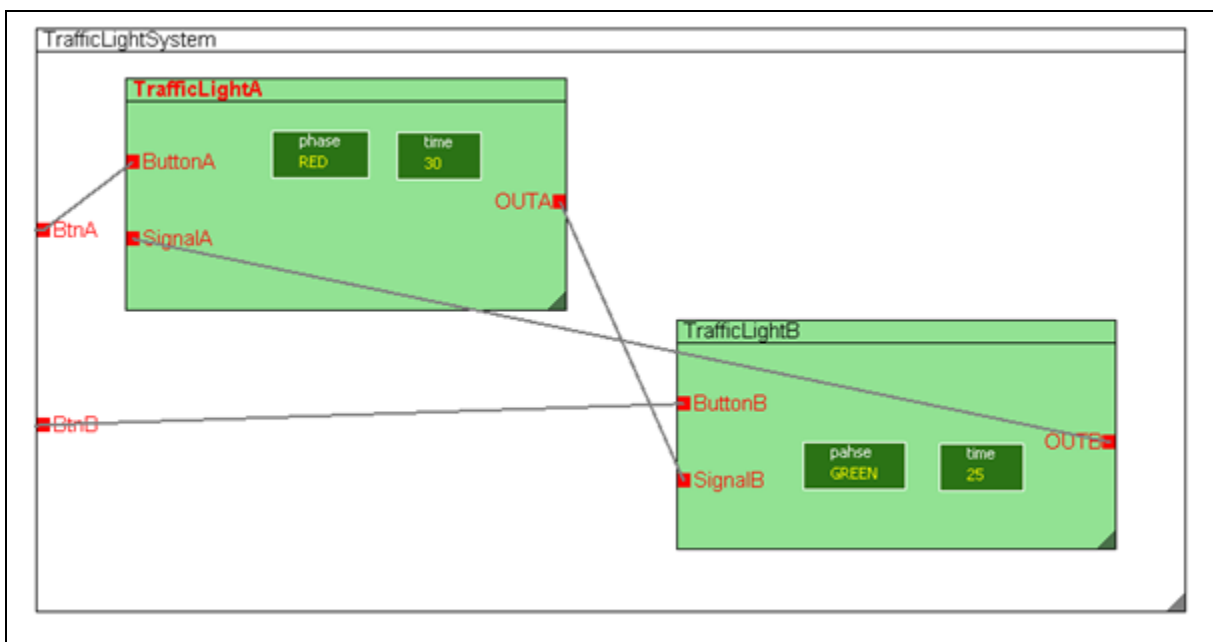 TrafficLightSystem
TrafficLightA
phase
RED
time
30
ButtonA
OUTA
BtnA
SignalA
TrafficLightB
ButtonB
BtnB
OUTB
pahse
GREEN
time
25
SignalB